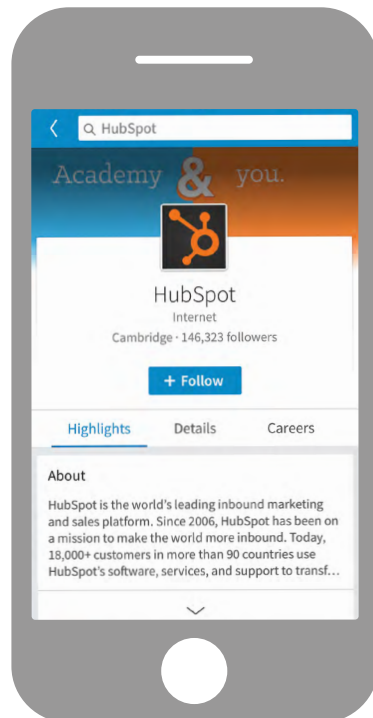 HubSpot
Academy & you.
HubSpot
Internet
Cambridge · 146,323 followers
+ Follow
Highlights Details Careers
About
HubSpot is the world's leading inbound marketing
and sales platform. Since 2006, HubSpot has been on
a mission to make the world more inbound. Today,
18,000+ customers in more than 90 countries use
HubSpot's software, services, and support to transf...